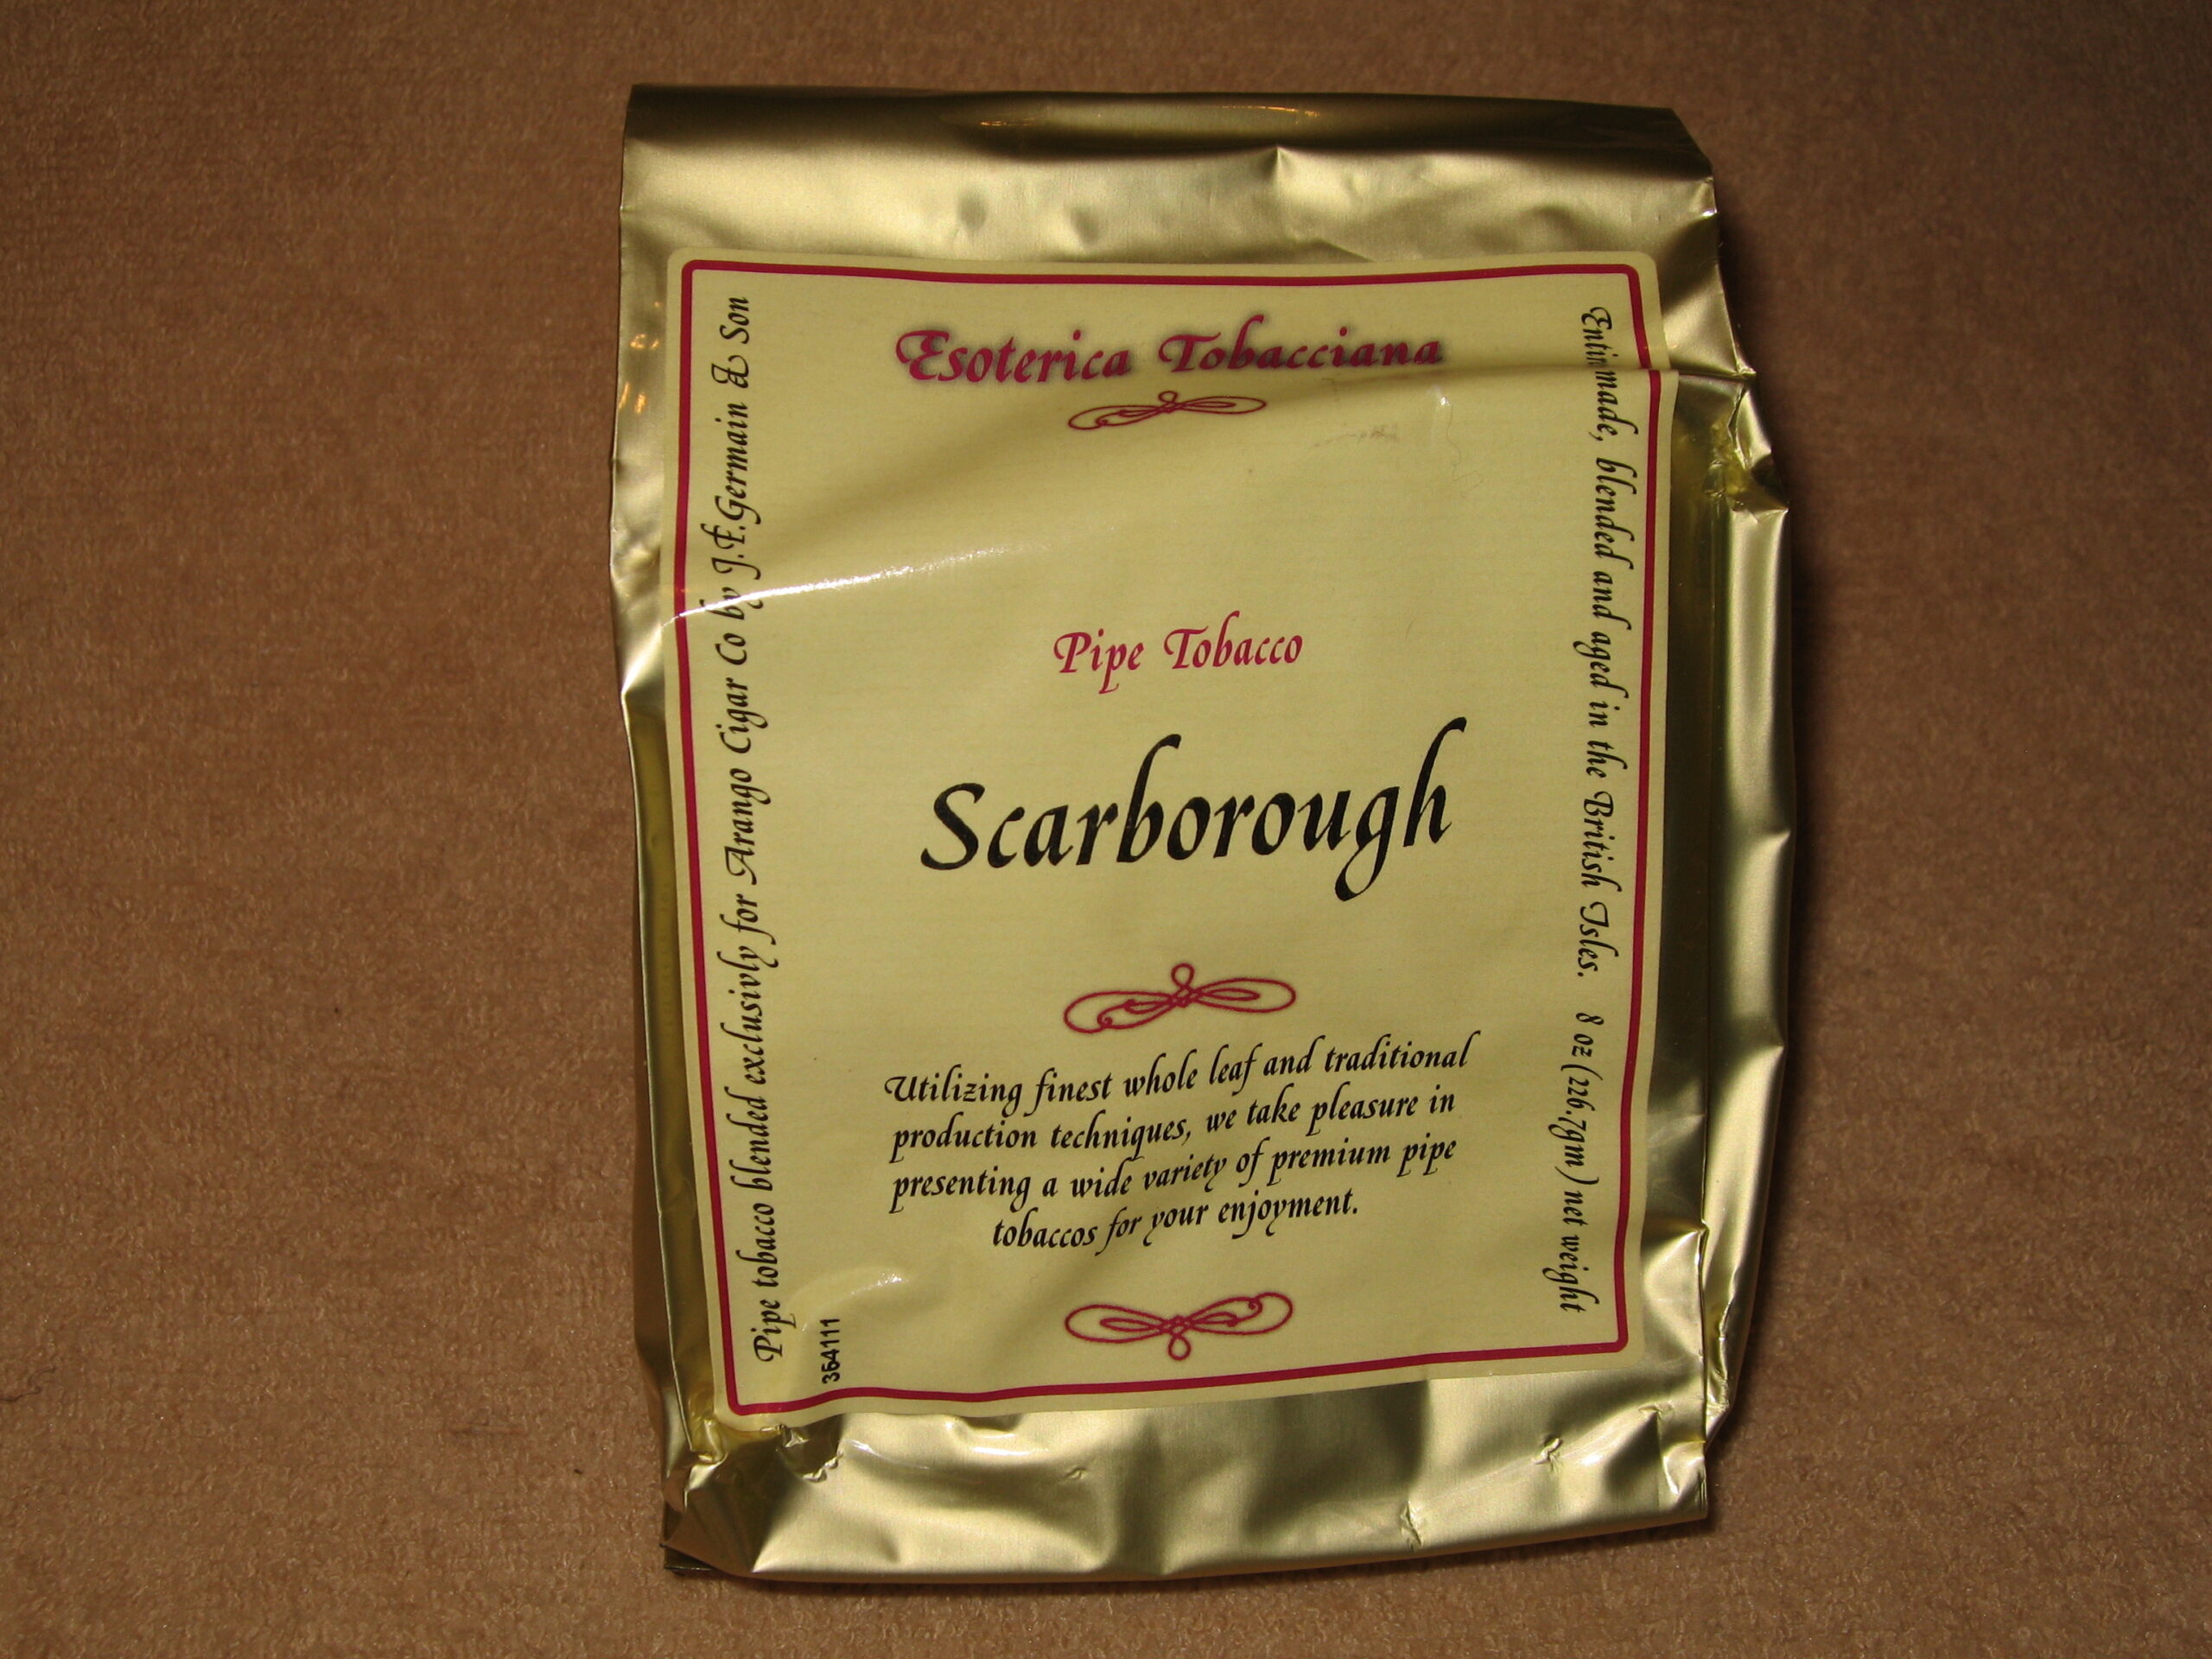 Esoterica Tobacciana
Pipe Tobacco
Scarborough
Utilizing finest whole leaf and traditional
production techniques, we take pleasure in
presenting a wide variety of premium pipe
tobaccos for your enjoyment.
Pipe tobacco blended exclusivly for Arango Cigar Co by J.F.Germain & Son
made, blended and aged in the British Isles. 8 oz (226.7gm) net weight
364111